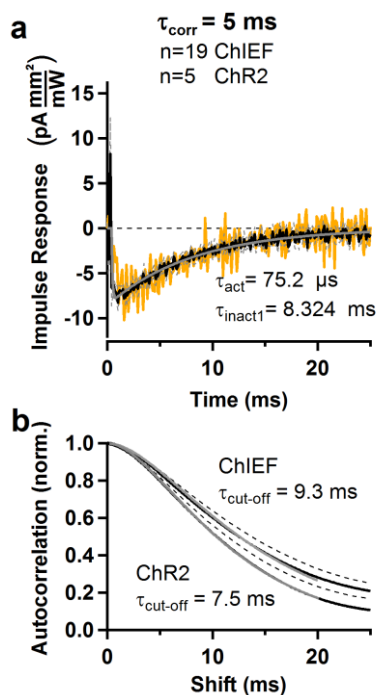 a
τcorr = 5 ms
n=19 ChIEF
n=5 ChR2
Impulse Response (pA mm²/mW)
15
10
5
0
-5
-10
τact= 75.2 µs
τinact1= 8.324 ms
0 10 20
Time (ms)
b
Autocorrelation (norm.)
1.0
0.8
0.6
0.4
0.2
0.0
ChIEF
τcut-off = 9.3 ms
ChR2
τcut-off = 7.5 ms
0 10 20
Shift (ms)